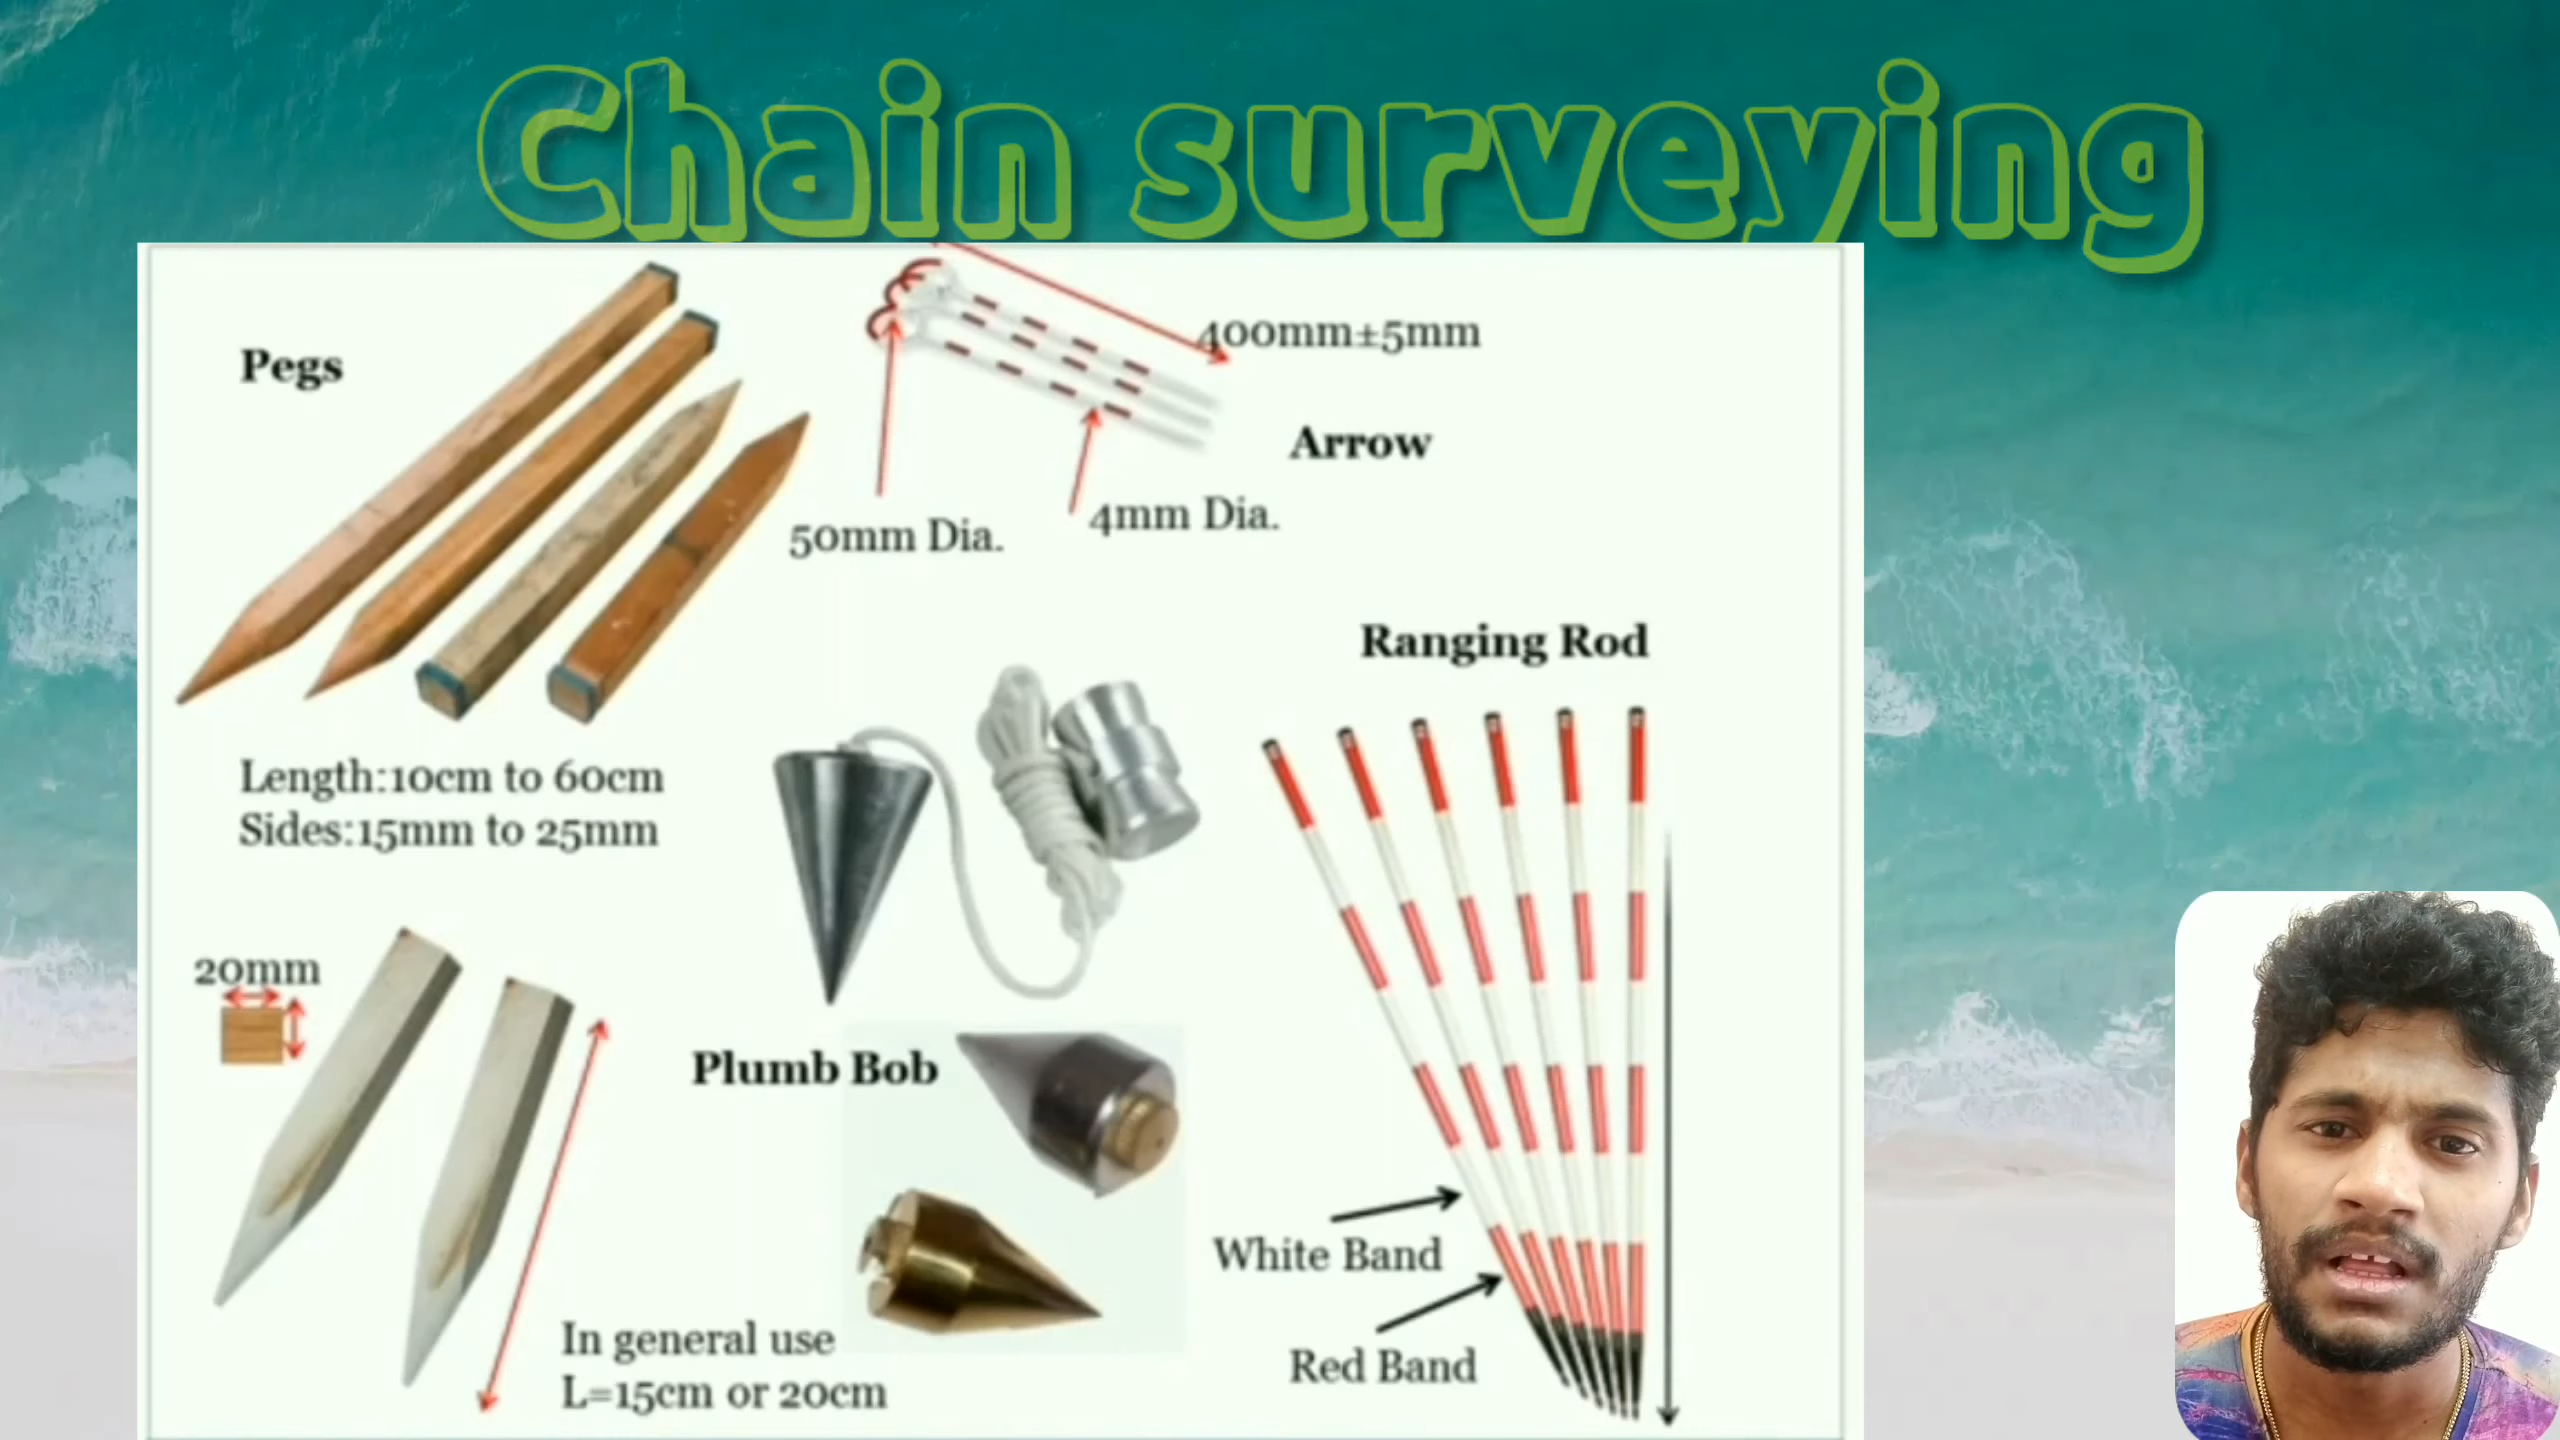 Chain surveying
Pegs
400mm±5mm
Arrow
50mm Dia.
4mm Dia.
Ranging Rod
Length:10cm to 60cm
Sides:15mm to 25mm
20mm
Plumb Bob
White Band
Red Band
In general use
L=15cm or 20cm